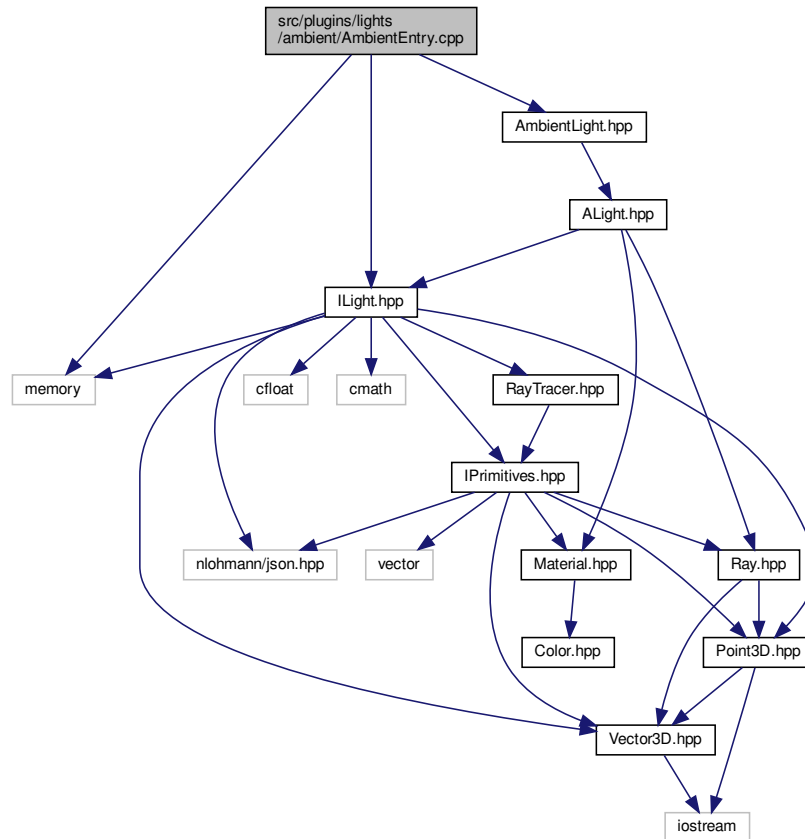 src/plugins/lights
/ambient/AmbientEntry.cpp
AmbientLight.hpp
ALight.hpp
ILight.hpp
memory
cfloat
cmath
RayTracer.hpp
IPrimitives.hpp
nlohmann/json.hpp
vector
Material.hpp
Ray.hpp
Color.hpp
Point3D.hpp
Vector3D.hpp
iostream